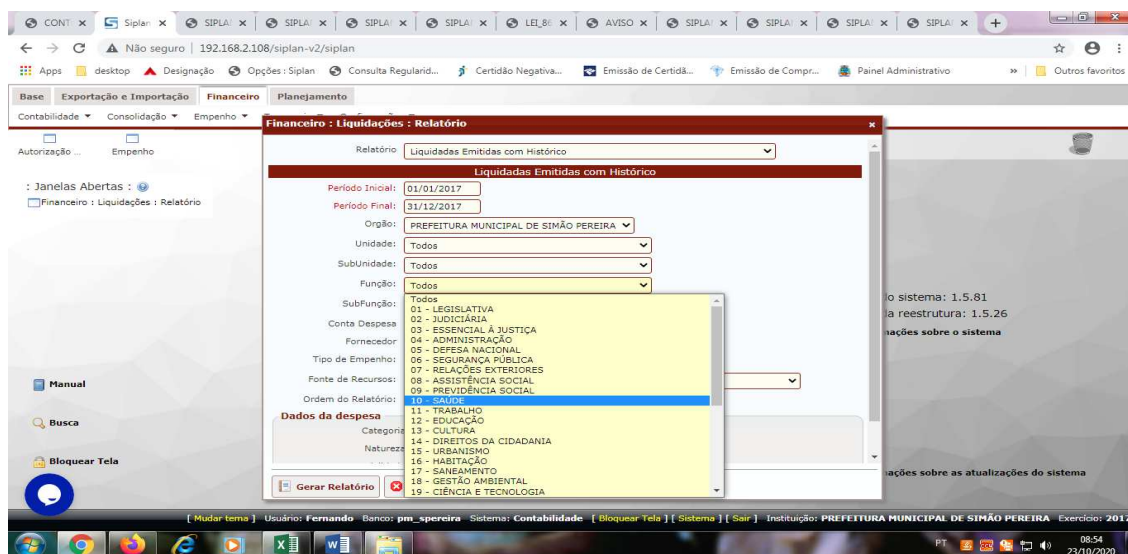 CONT
Siplan
SIPLA
SIPLA
SIPLA
SIPLA
LEI_8
AVISO
SIPLA
SIPLA
SIPLA
SIPLA
Não seguro | 192.168.2.108/siplan-v2/siplan
Apps desktop Designação Opções : Siplan Consulta Regularid... Certidão Negativa... Emissão de Certidã... Emissão de Compr... Painel Administrativo » Outros favoritos
Base Exportação e Importação Financeiro Planejamento
Contabilidade Consolidação Empenho
Autorização ... Empenho
: Janelas Abertas :
Financeiro : Liquidações : Relatório
Manual
Busca
Bloquear Tela
Financeiro : Liquidações : Relatório
Relatório Liquidadas Emitidas com Histórico
Liquidadas Emitidas com Histórico
Período Inicial: 01/01/2017
Período Final: 31/12/2017
Orgão: PREFEITURA MUNICIPAL DE SIMÃO PEREIRA
Unidade: Todos
SubUnidade: Todos
Função: Todos
SubFunção:
Conta Despesa
Fornecedor
Tipo de Empenho:
Fonte de Recursos:
Ordem do Relatório:
Dados da despesa
Categoria
Natureza
Todos
01 - LEGISLATIVA
02 - JUDICIÁRIA
03 - ESSENCIAL À JUSTIÇA
04 - ADMINISTRAÇÃO
05 - DEFESA NACIONAL
06 - SEGURANÇA PÚBLICA
07 - RELAÇÕES EXTERIORES
08 - ASSISTÊNCIA SOCIAL
09 - PREVIDÊNCIA SOCIAL
10 - SAÚDE
11 - TRABALHO
12 - EDUCAÇÃO
13 - CULTURA
14 - DIREITOS DA CIDADANIA
15 - URBANISMO
16 - HABITAÇÃO
17 - SANEAMENTO
18 - GESTÃO AMBIENTAL
19 - CIÊNCIA E TECNOLOGIA
Gerar Relatório
do sistema: 1.5.81
da reestrutura: 1.5.26
mações sobre o sistema
mações sobre as atualizações do sistema
[ Mudar tema ] Usuário: Fernando Banco: pm_spereira Sistema: Contabilidade [ Bloquear Tela ] [ Sistema ] [ Sair ] Instituição: PREFEITURA MUNICIPAL DE SIMÃO PEREIRA Exercício: 2017
PT 08:54
23/10/2020